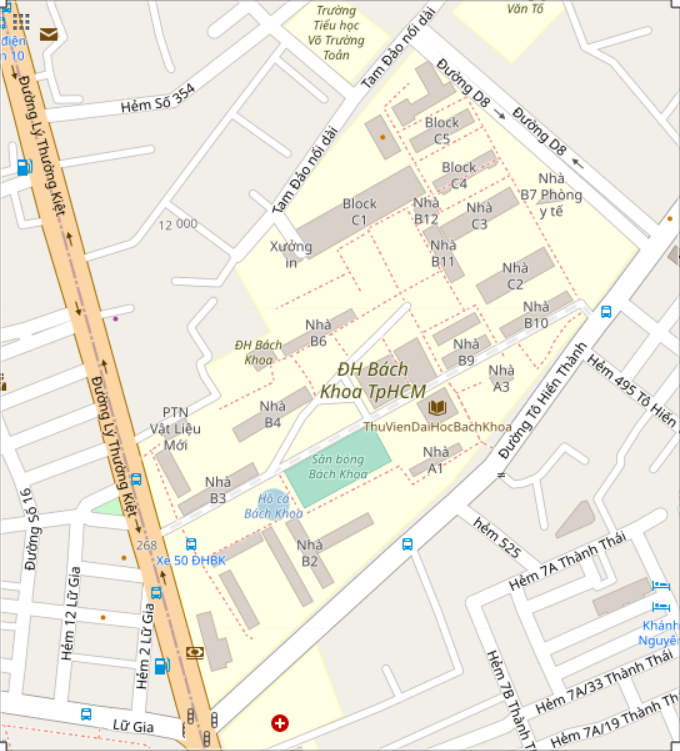 Trường
Tiểu học
Võ Trường
Toản
Văn Tố
điện
n 10
Tam Đảo nối dài
Đường D8
Đường D8
Hẻm Số 354
Đường Lý Thường Kiệt
Tam Đảo nối dài
Block
C5
Block
C4
Nhà
B7 Phòng
y tế
Block
C1
Nhà
B12
Nhà
C3
12 000
Xưởng
in
Nhà
B11
Nhà
C2
Nhà
B10
Nhà
B6
ĐH Bách
Khoa
Nhà
B9
ĐH Bách
Khoa TpHCM
Nhà
A3
Đường Tô Hiến Thành
Hẻm 495 Tô Hiến
Đường Lý Thường Kiệt
PTN
Vật Liệu
Mới
Nhà
B4
ThuVienDaiHocBachKhoa
Sân bóng
Bách Khoa
Nhà
A1
Nhà
B3
Hồ cá
Bách Khoa
Đường Số 16
268
Xe 50 ĐHBK
Nhà
B2
hẻm 525
Hẻm 7A Thành Thái
Hẻm 12 Lữ Gia
Hẻm 2 Lữ Gia
Khánh
Nguyê
Hẻm 7B Thành T
Hẻm 7A/33 Thành Thái
Hẻm 7A/19 Thành Th
Lữ Gia